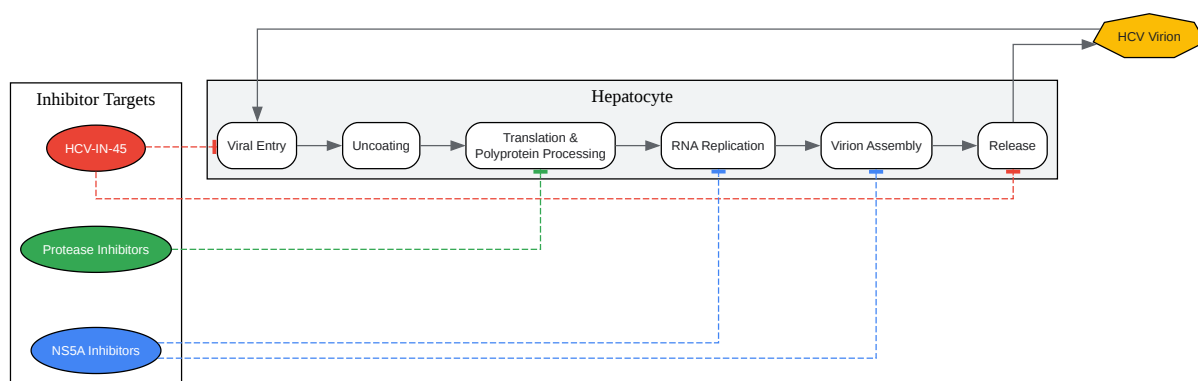 HCV Virion
Inhibitor Targets
Hepatocyte
HCV-IN-45
Viral Entry
Uncoating
Translation &
Polyprotein Processing
RNA Replication
Virion Assembly
Release
Protease Inhibitors
NS5A Inhibitors